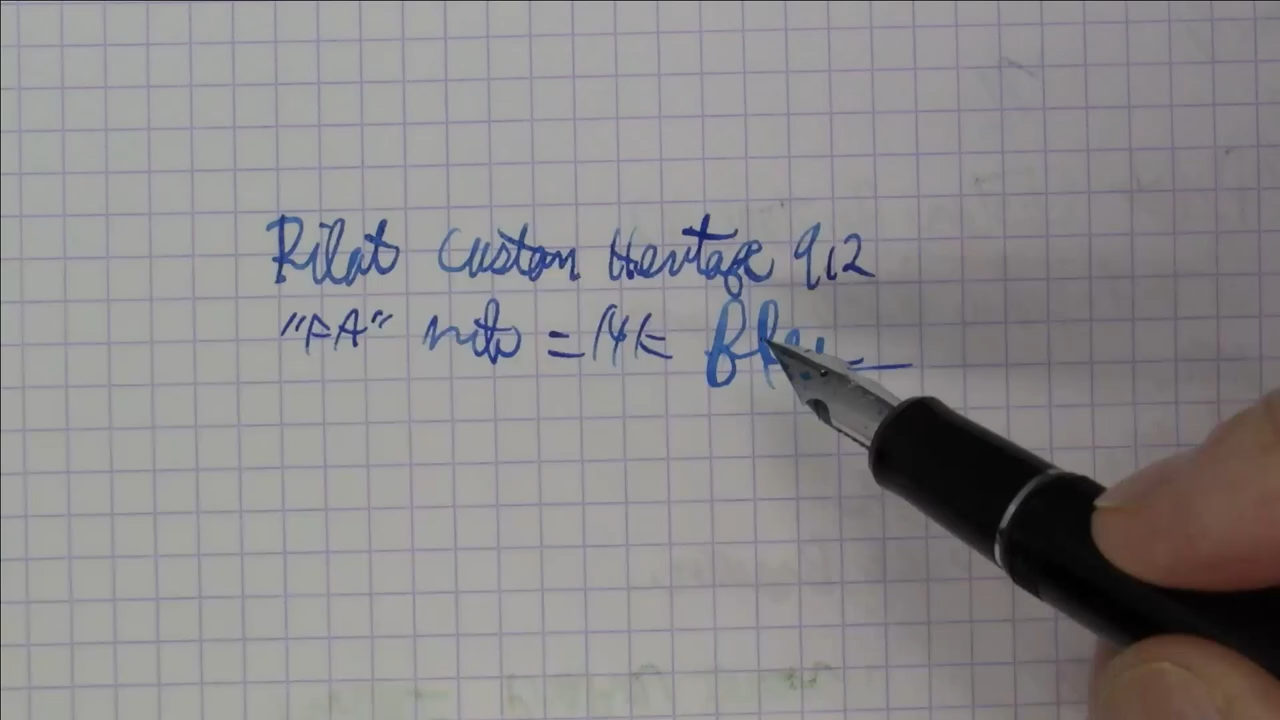 Pilot Custom Heritage 912
"FA" nib = 14K